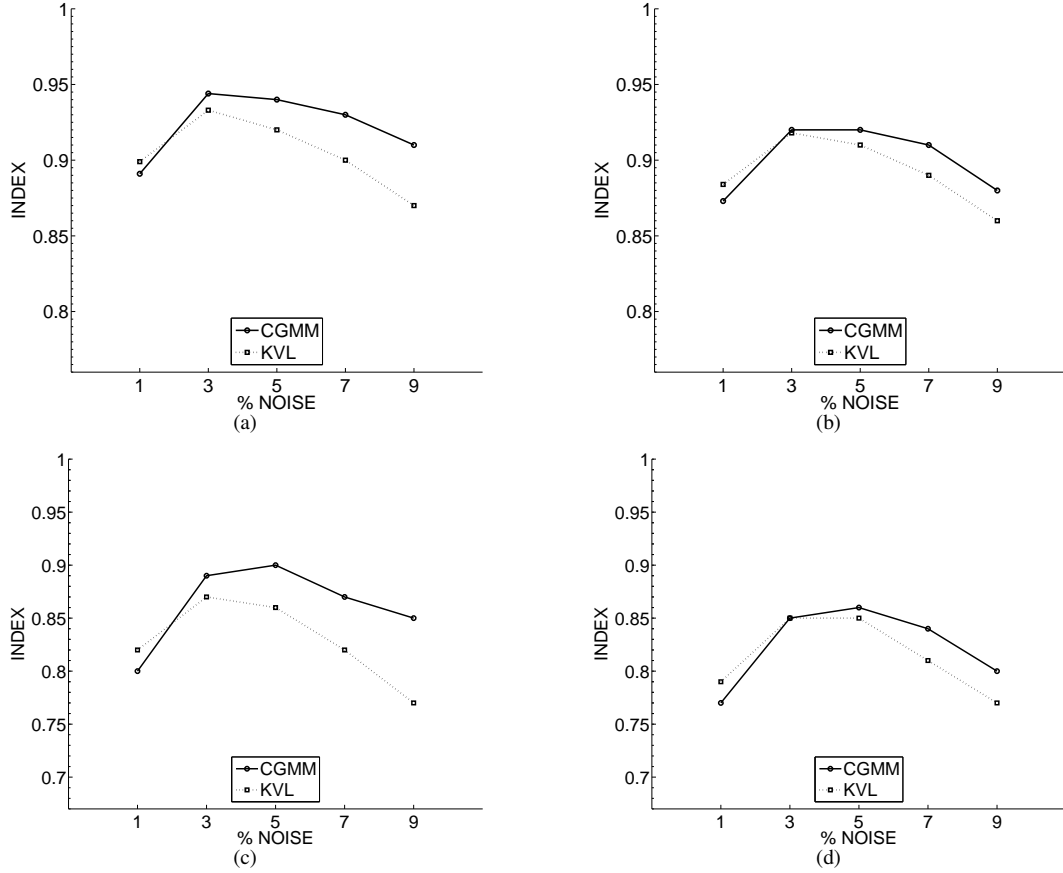 1
0.95
0.9
0.85
0.8
INDEX
CGMM
KVL
1 3 5 7 9
% NOISE
(a)
1
0.95
0.9
0.85
0.8
INDEX
CGMM
KVL
1 3 5 7 9
% NOISE
(b)
1
0.95
0.9
0.85
0.8
0.75
0.7
INDEX
CGMM
KVL
1 3 5 7 9
% NOISE
(c)
1
0.95
0.9
0.85
0.8
0.75
0.7
INDEX
CGMM
KVL
1 3 5 7 9
% NOISE
(d)